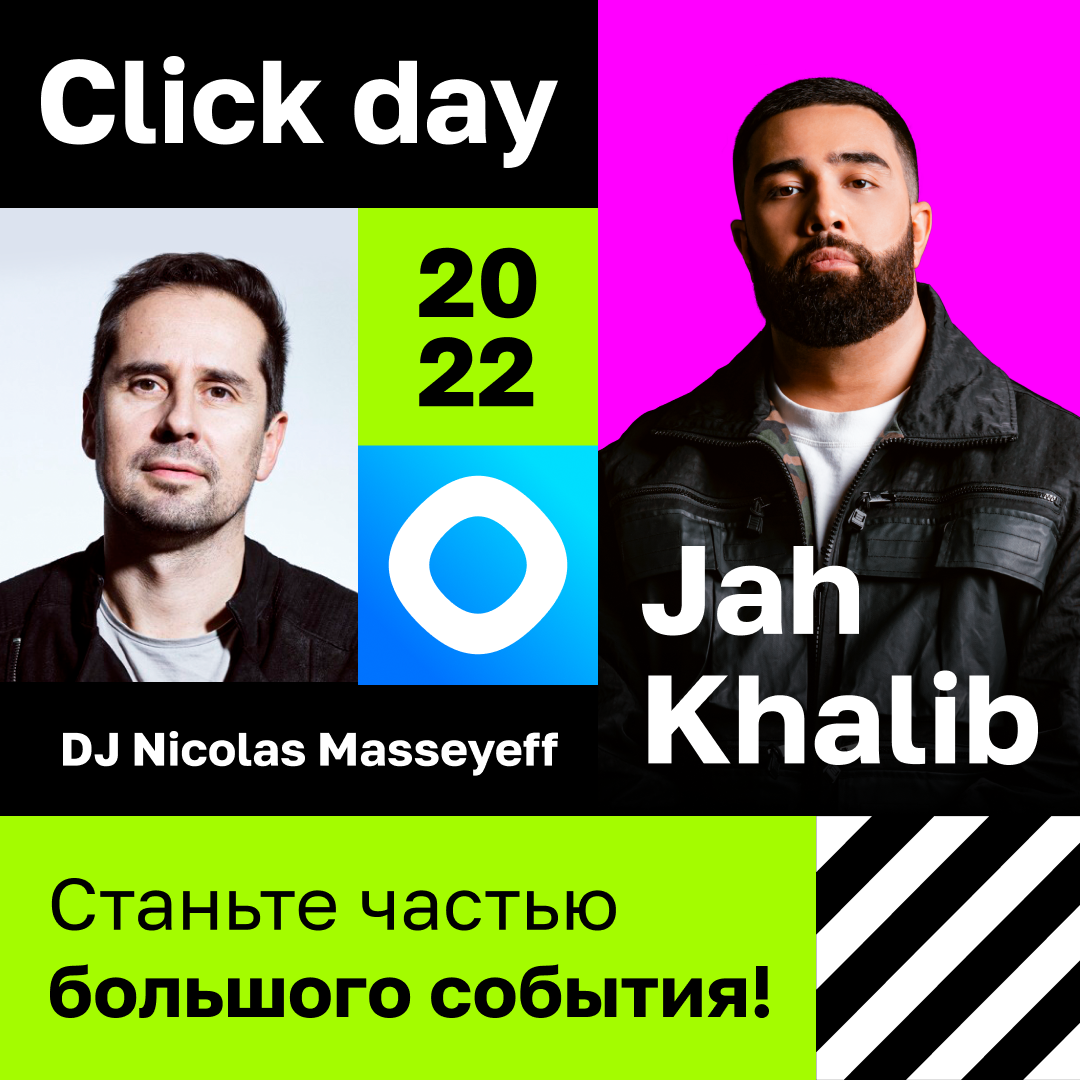 Click day
20
22
DJ Nicolas Masseyeff
Jah
Khalib
Станьте частью
большого события!